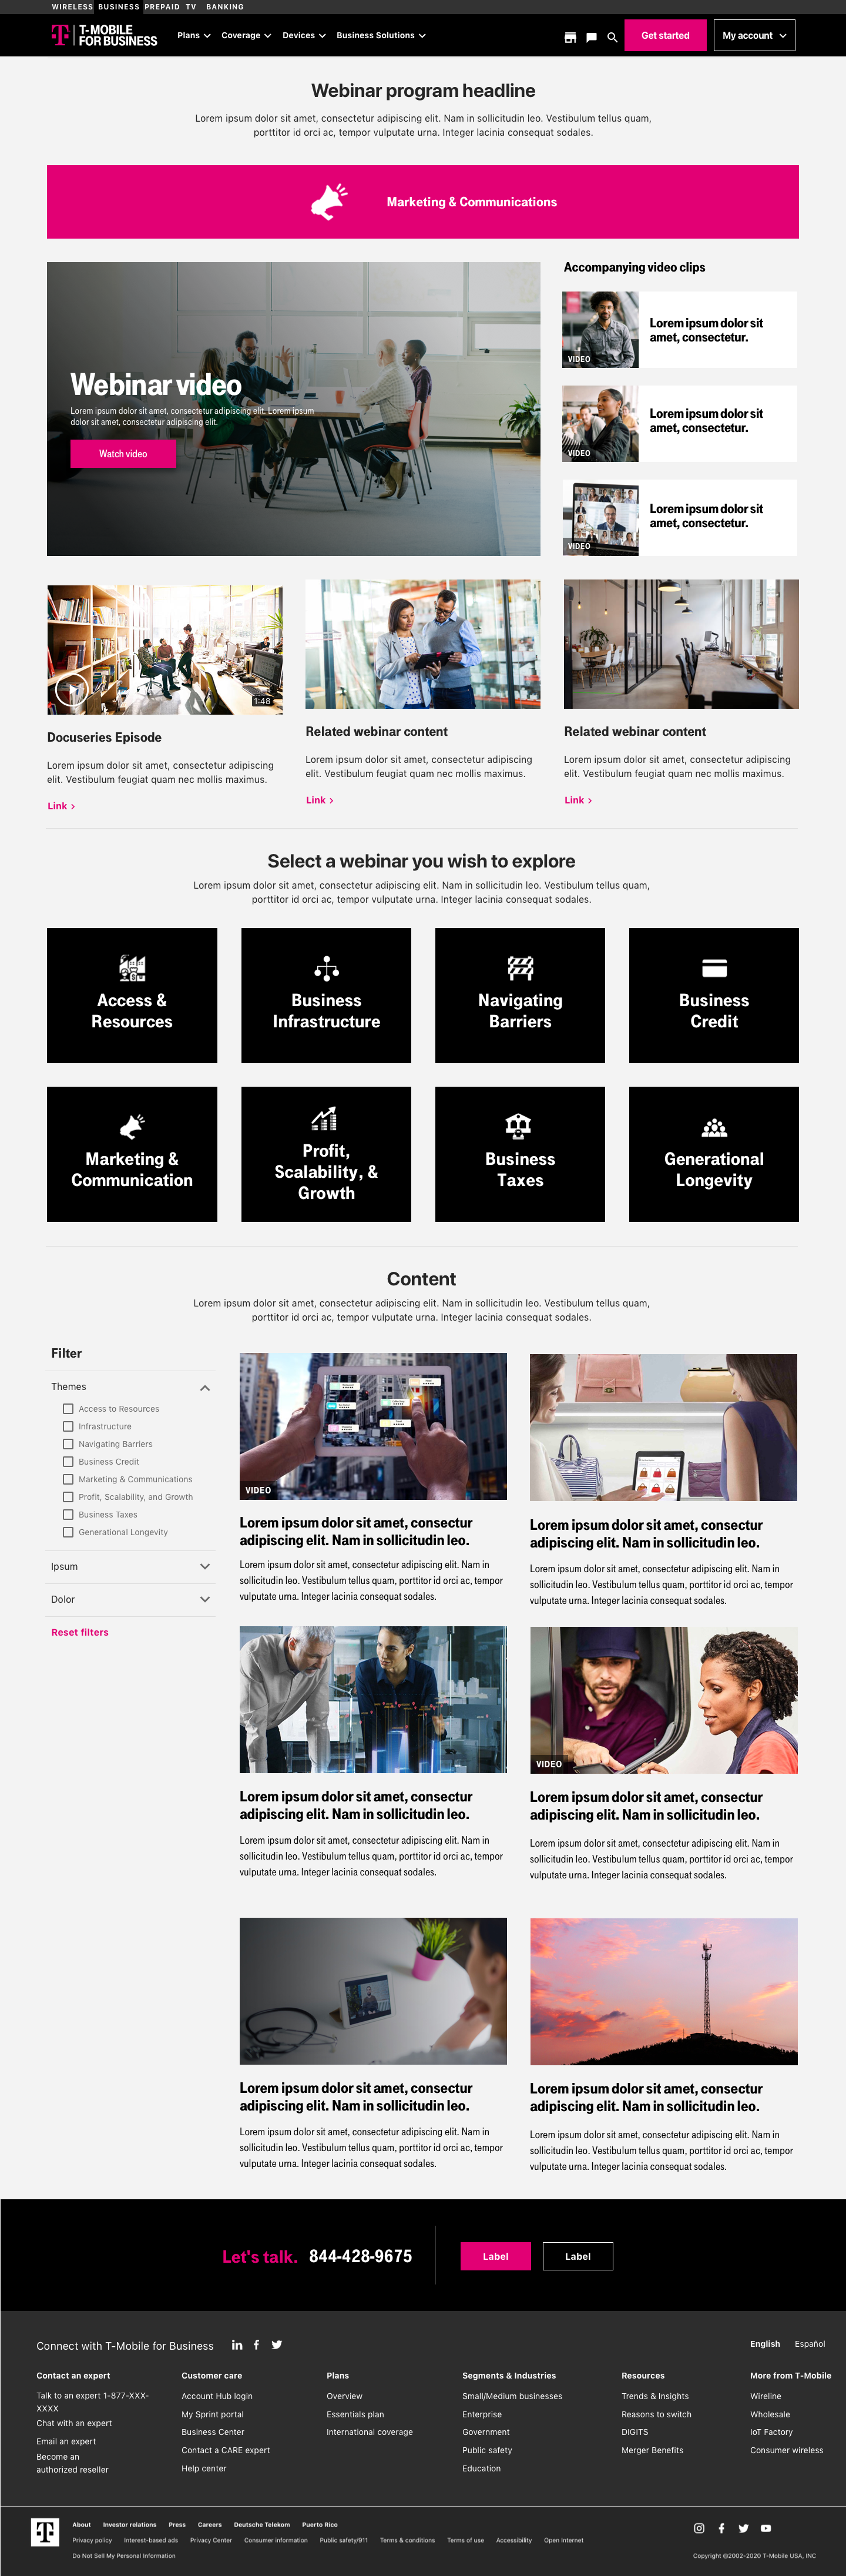 WIRELESS BUSINESS PREPAID TV BANKING
T-MOBILE
FOR BUSINESS
Plans Coverage Devices Business Solutions Get started My account
Webinar program headline
Lorem ipsum dolor sit amet, consectetur adipiscing elit. Nam in sollicitudin leo. Vestibulum tellus quam,
porttitor id orci ac, tempor vulputate urna. Integer lacinia consequat sodales.
Marketing & Communications
Webinar video
Lorem ipsum dolor sit amet, consectetur adipiscing elit. Lorem ipsum
dolor sit amet, consectetur adipiscing elit.
Watch video
Accompanying video clips
Lorem ipsum dolor sit
amet, consectetur.
VIDEO
Lorem ipsum dolor sit
amet, consectetur.
VIDEO
Lorem ipsum dolor sit
amet, consectetur.
VIDEO
1:48
Docuseries Episode
Lorem ipsum dolor sit amet, consectetur adipiscing
elit. Vestibulum feugiat quam nec mollis maximus.
Link
Related webinar content
Lorem ipsum dolor sit amet, consectetur adipiscing
elit. Vestibulum feugiat quam nec mollis maximus.
Link
Related webinar content
Lorem ipsum dolor sit amet, consectetur adipiscing
elit. Vestibulum feugiat quam nec mollis maximus.
Link
Select a webinar you wish to explore
Lorem ipsum dolor sit amet, consectetur adipiscing elit. Nam in sollicitudin leo. Vestibulum tellus quam,
porttitor id orci ac, tempor vulputate urna. Integer lacinia consequat sodales.
Access &
Resources
Business
Infrastructure
Navigating
Barriers
Business
Credit
Marketing &
Communication
Profit,
Scalability, &
Growth
Business
Taxes
Generational
Longevity
Content
Lorem ipsum dolor sit amet, consectetur adipiscing elit. Nam in sollicitudin leo. Vestibulum tellus quam,
porttitor id orci ac, tempor vulputate urna. Integer lacinia consequat sodales.
Filter
Themes
Access to Resources
Infrastructure
Navigating Barriers
Business Credit
Marketing & Communications
Profit, Scalability, and Growth
Business Taxes
Generational Longevity
Ipsum
Dolor
Reset filters
VIDEO
Lorem ipsum dolor sit amet, consectur
adipiscing elit. Nam in sollicitudin leo.
Lorem ipsum dolor sit amet, consectetur adipiscing elit. Nam in
sollicitudin leo. Vestibulum tellus quam, porttitor id orci ac, tempor
vulputate urna. Integer lacinia consequat sodales.
Lorem ipsum dolor sit amet, consectur
adipiscing elit. Nam in sollicitudin leo.
Lorem ipsum dolor sit amet, consectetur adipiscing elit. Nam in
sollicitudin leo. Vestibulum tellus quam, porttitor id orci ac, tempor
vulputate urna. Integer lacinia consequat sodales.
Lorem ipsum dolor sit amet, consectur
adipiscing elit. Nam in sollicitudin leo.
Lorem ipsum dolor sit amet, consectetur adipiscing elit. Nam in
sollicitudin leo. Vestibulum tellus quam, porttitor id orci ac, tempor
vulputate urna. Integer lacinia consequat sodales.
VIDEO
Lorem ipsum dolor sit amet, consectur
adipiscing elit. Nam in sollicitudin leo.
Lorem ipsum dolor sit amet, consectetur adipiscing elit. Nam in
sollicitudin leo. Vestibulum tellus quam, porttitor id orci ac, tempor
vulputate urna. Integer lacinia consequat sodales.
Lorem ipsum dolor sit amet, consectur
adipiscing elit. Nam in sollicitudin leo.
Lorem ipsum dolor sit amet, consectetur adipiscing elit. Nam in
sollicitudin leo. Vestibulum tellus quam, porttitor id orci ac, tempor
vulputate urna. Integer lacinia consequat sodales.
Lorem ipsum dolor sit amet, consectur
adipiscing elit. Nam in sollicitudin leo.
Lorem ipsum dolor sit amet, consectetur adipiscing elit. Nam in
sollicitudin leo. Vestibulum tellus quam, porttitor id orci ac, tempor
vulputate urna. Integer lacinia consequat sodales.
Let's talk. 844-428-9675 Label Label
Connect with T-Mobile for Business
English Español
Contact an expert
Talk to an expert 1-877-XXX-
XXXX
Chat with an expert
Email an expert
Become an
authorized reseller
Customer care
Account Hub login
My Sprint portal
Business Center
Contact a CARE expert
Help center
Plans
Overview
Essentials plan
International coverage
Segments & Industries
Small/Medium businesses
Enterprise
Government
Public safety
Education
Resources
Trends & Insights
Reasons to switch
DIGITS
Merger Benefits
More from T-Mobile
Wireline
Wholesale
IoT Factory
Consumer wireless
About Investor relations Press Careers Deutsche Telekom Puerto Rico
Privacy policy Interest-based ads Privacy Center Consumer information Public safety/911 Terms & conditions Terms of use Accessibility Open Internet
Do Not Sell My Personal Information
Copyright ©2002-2020 T-Mobile USA, INC